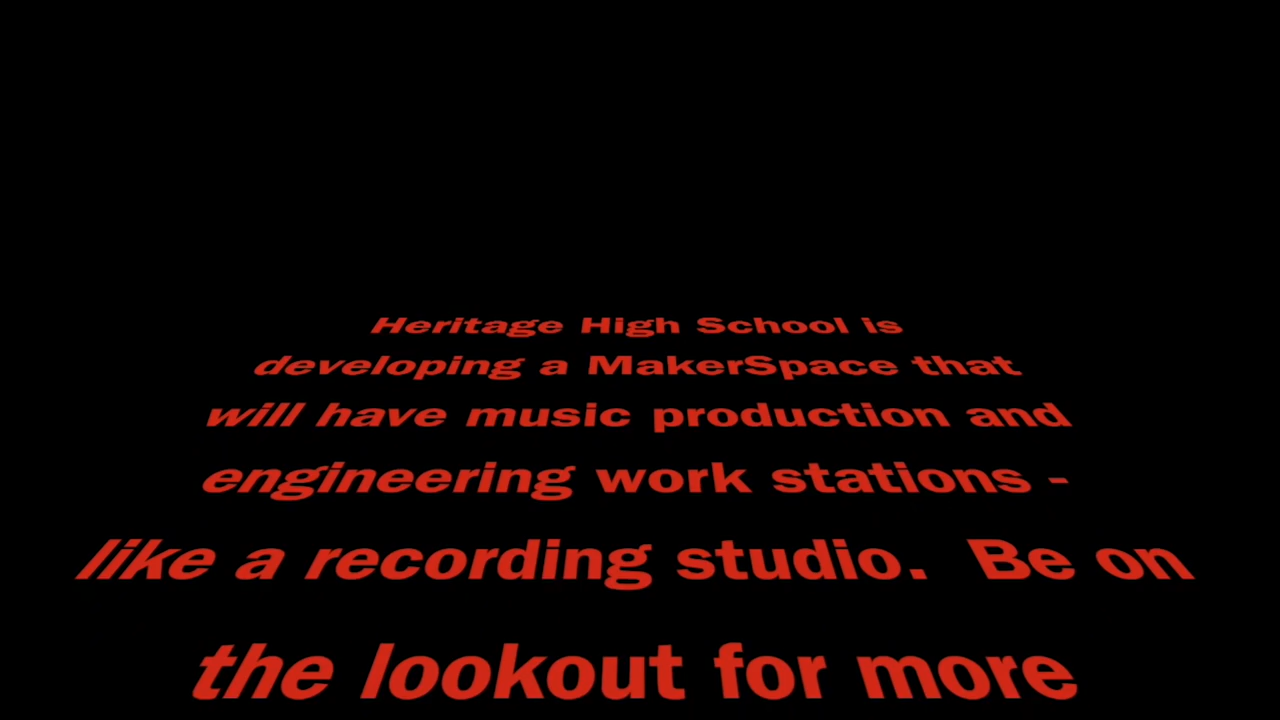 Heritage High School is
developing a MakerSpace that
will have music production and
engineering work stations -
like a recording studio.  Be on
the lookout for more